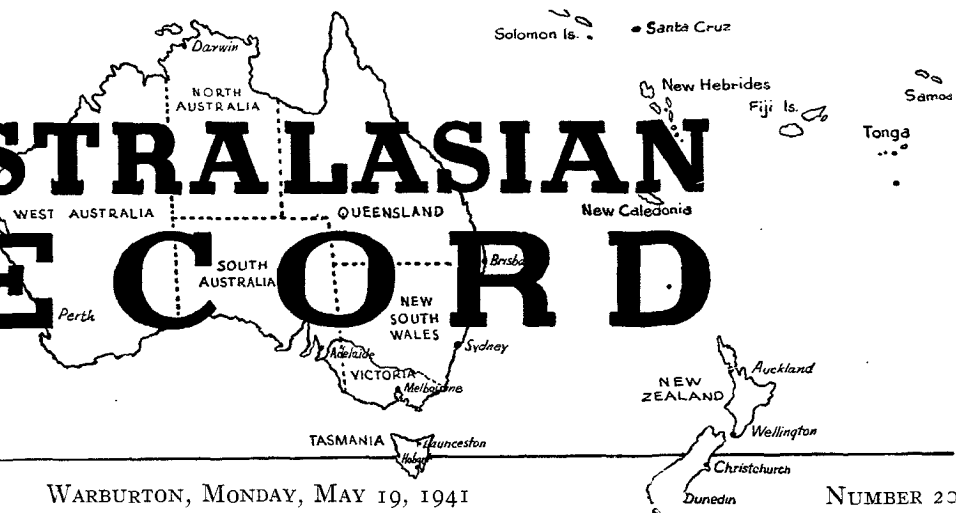 Solomon Is.
Santa Cruz
Darwin
New Hebrides
Fiji Is.
Samoa
NORTH
AUSTRALIA
Tonga
STRALASIAN
WEST AUSTRALIA
QUEENSLAND
New Caledonia
ECORD
SOUTH
AUSTRALIA
Brisba
NEW
SOUTH
WALES
Perth
Sydney
Adelaide
VICTORIA
Melbourne
Auckland
NEW
ZEALAND
Wellington
TASMANIA
Launceston
Hobart
Christchurch
Dunedin
WARBURTON, MONDAY, MAY 19, 1941
NUMBER 20